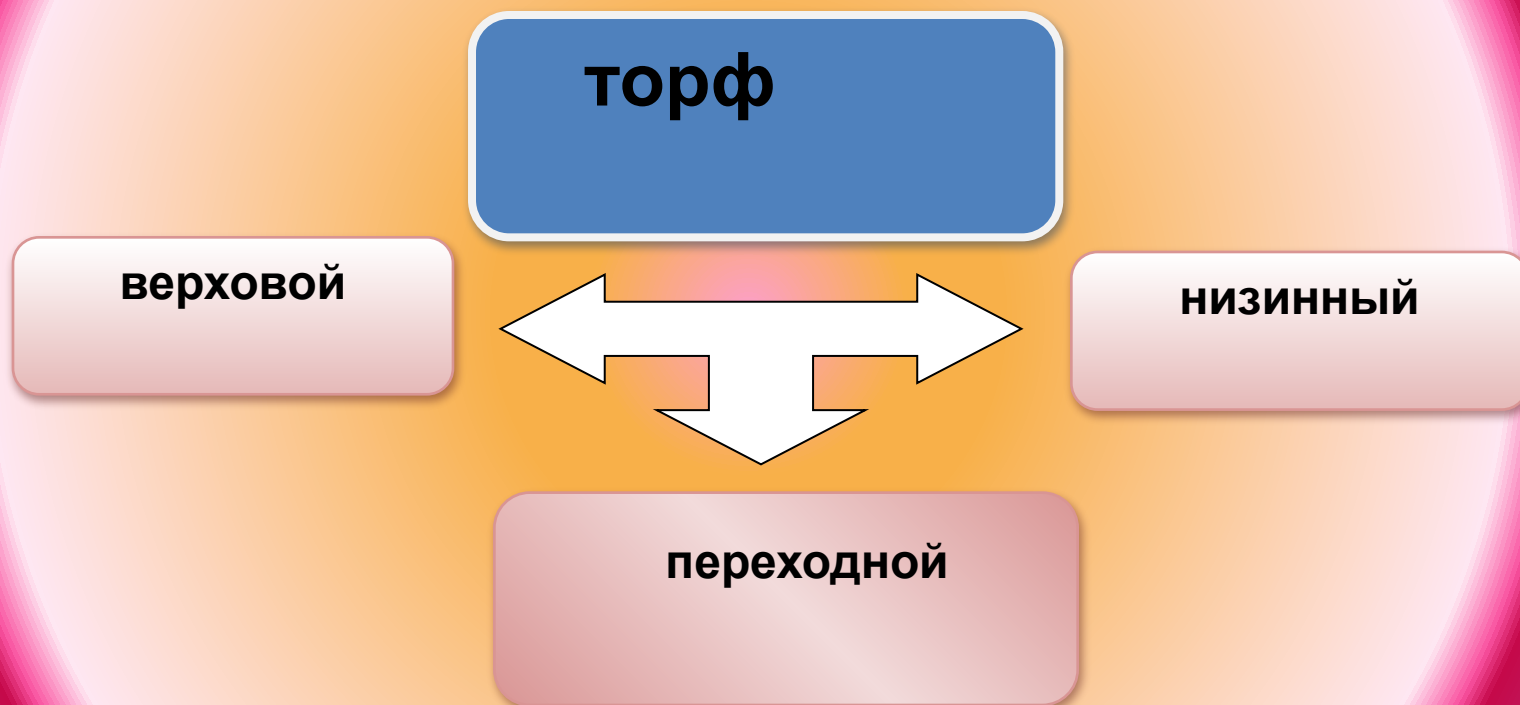 торф
верховой
низинный
переходной